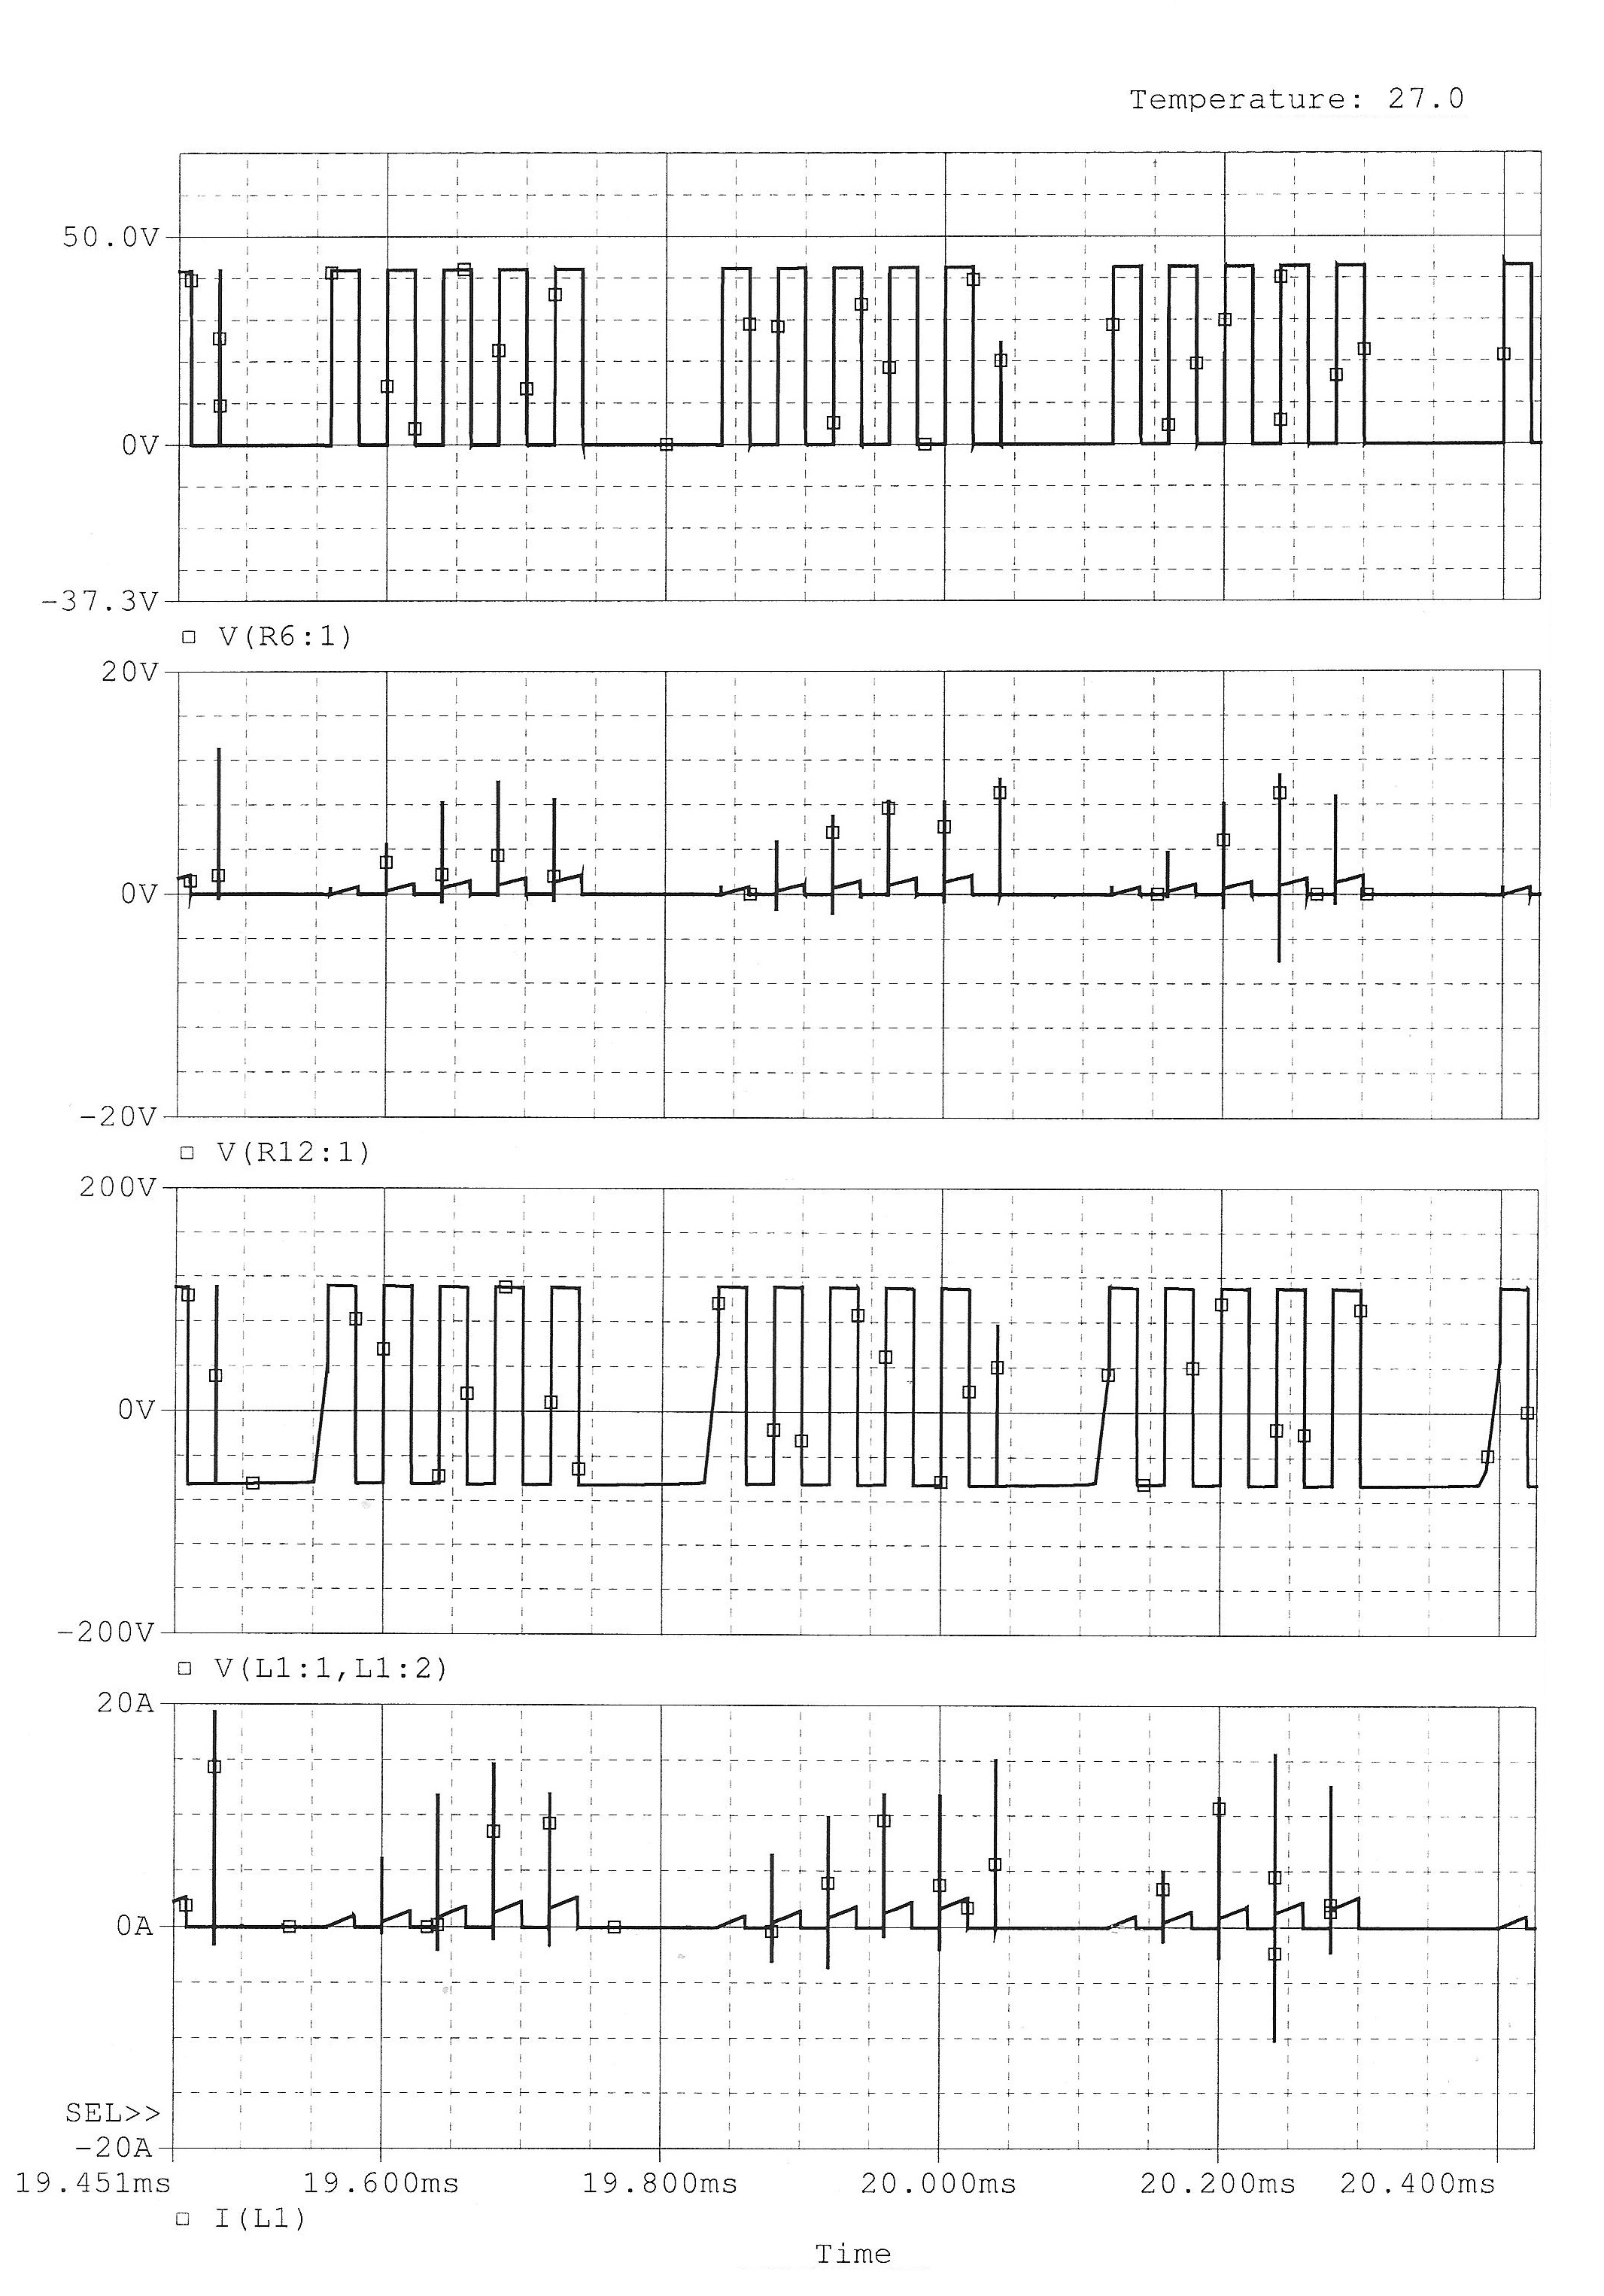 Temperature: 27.0
50.0V
0V
-37.3V
V(R6:1)
20V
0V
-20V
V(R12:1)
200V
0V
-200V
V(L1:1,L1:2)
20A
0A
SEL>>
-20A
19.451ms 19.600ms 19.800ms 20.000ms 20.200ms 20.400ms
I(L1)
Time